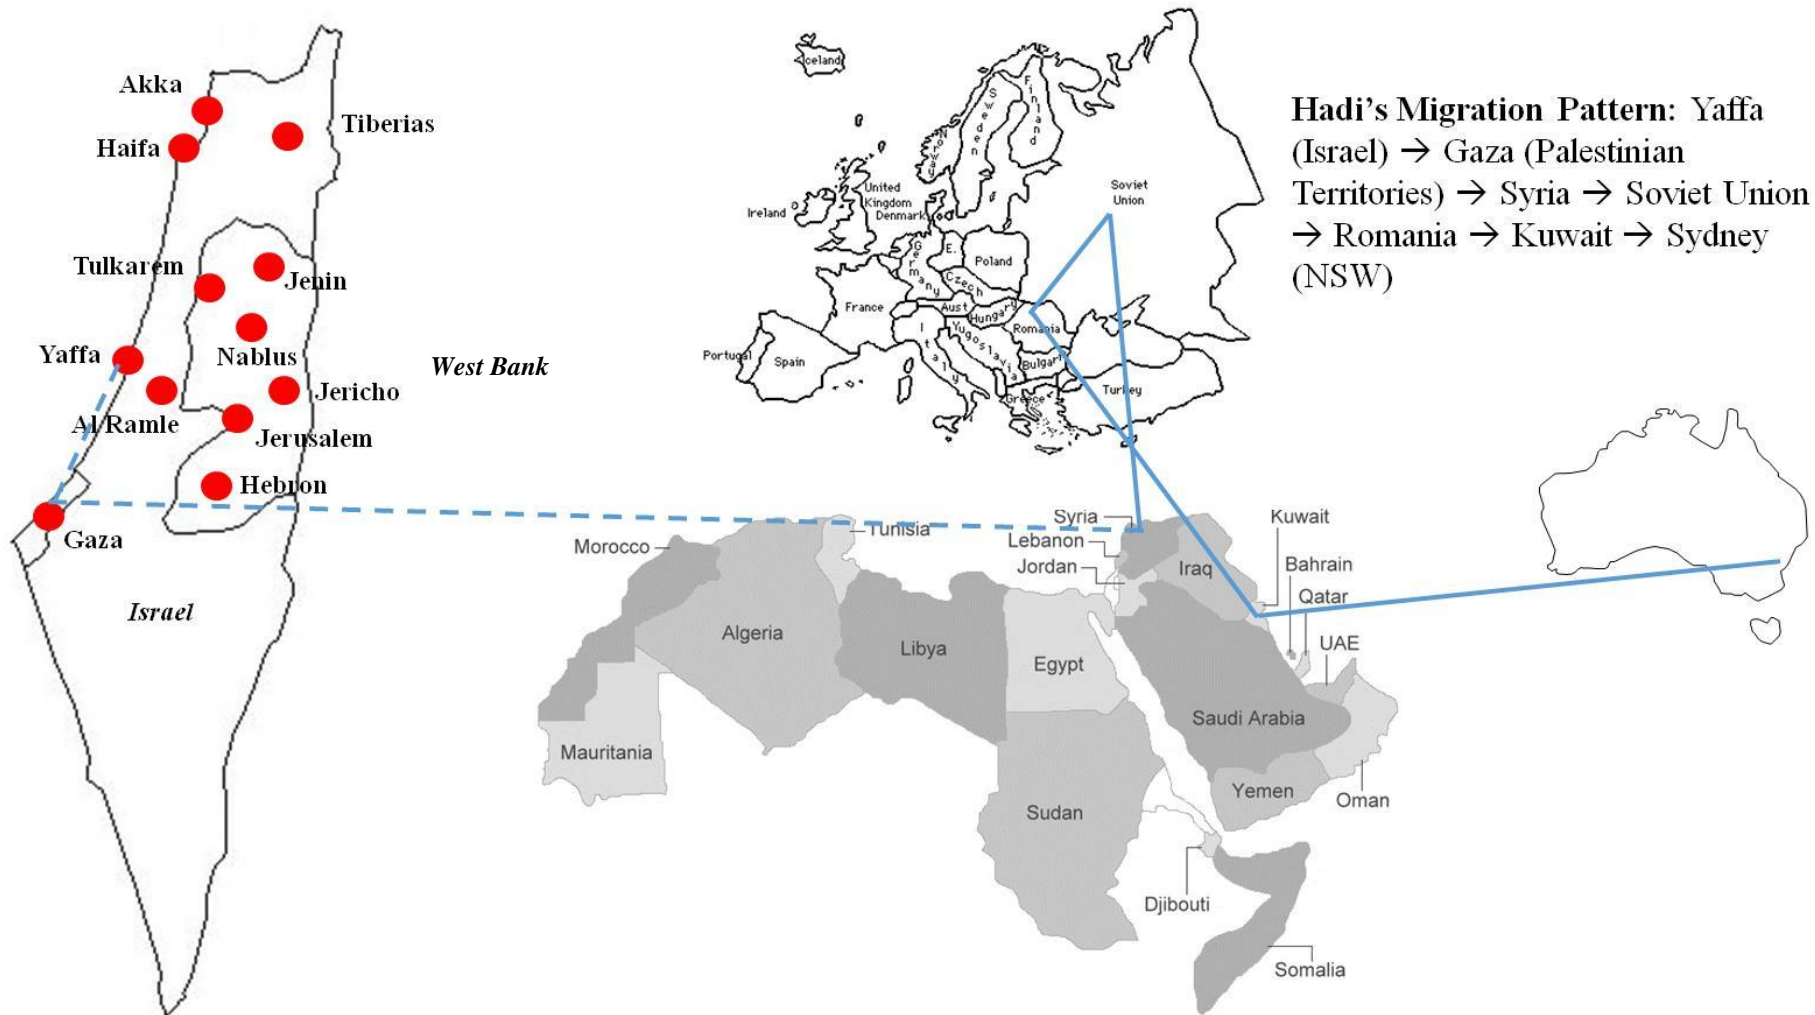 Akka
Tiberias
Haifa
Tulkarem
Jenin
Yaffa
Nablus
West Bank
Jericho
Al Ramle
Jerusalem
Hebron
Gaza
Israel
Iceland
Norway
Sweden
Finland
Soviet
Union
United
Kingdom
Ireland
Denmark
Germany
E.
Poland
Czech
France
Aust
Hungary
Romania
Italy
Yugoslavia
Bulgari
Portugal
Spain
Greece
Turkey
Hadi’s Migration Pattern: Yaffa
(Israel) → Gaza (Palestinian
Territories) → Syria → Soviet Union
→ Romania → Kuwait → Sydney
(NSW)
Morocco
Tunisia
Syria
Lebanon
Jordan
Iraq
Kuwait
Bahrain
Qatar
UAE
Algeria
Libya
Egypt
Saudi Arabia
Mauritania
Sudan
Yemen
Oman
Djibouti
Somalia